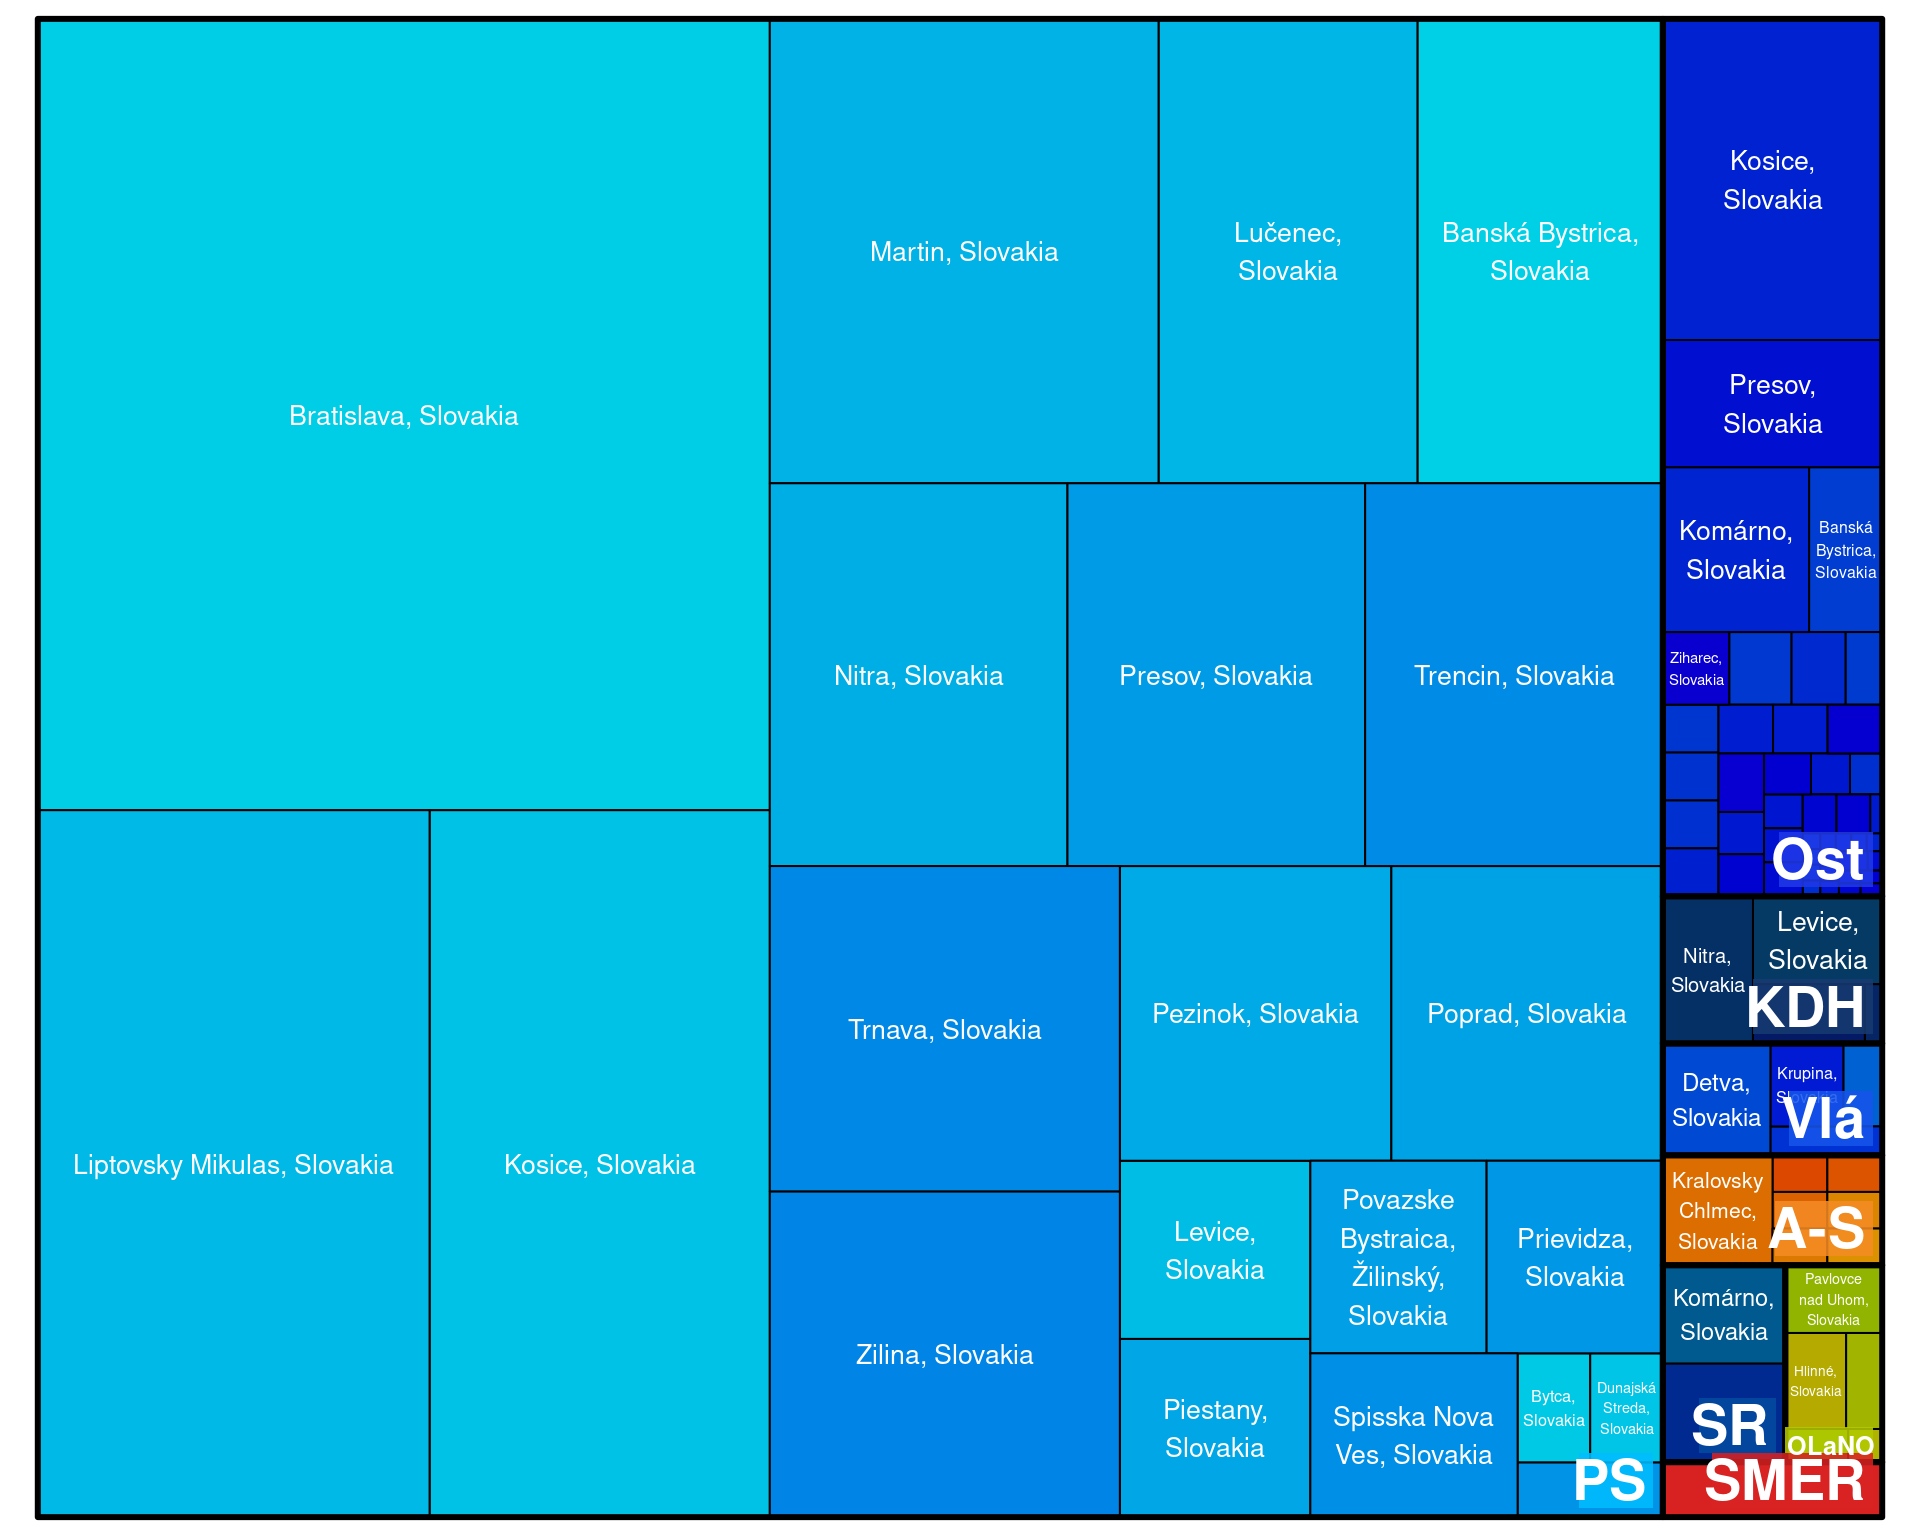 Bratislava, Slovakia
Liptovsky Mikulas, Slovakia
Kosice, Slovakia
Martin, Slovakia
Lučenec,
Slovakia
Banská Bystrica,
Slovakia
Nitra, Slovakia
Presov, Slovakia
Trencin, Slovakia
Trnava, Slovakia
Zilina, Slovakia
Pezinok, Slovakia
Poprad, Slovakia
Levice,
Slovakia
Piestany,
Slovakia
Povazske
Bystraica,
Žilinský,
Slovakia
Prievidza,
Slovakia
Spisska Nova
Ves, Slovakia
Bytca,
Slovakia
Dunajská
Streda,
Slovakia
PS
Kosice,
Slovakia
Presov,
Slovakia
Komárno,
Slovakia
Banská
Bystrica,
Slovakia
Ziharec,
Slovakia
Ost
Nitra,
Slovakia
Levice,
Slovakia
KDH
Detva,
Slovakia
Krupina,
Slovakia
Vlá
Kralovsky
Chlmec,
Slovakia
A-S
Komárno,
Slovakia
SR
Pavlovce
nad Uhom,
Slovakia
Hlinné,
Slovakia
OLaNO
SMER